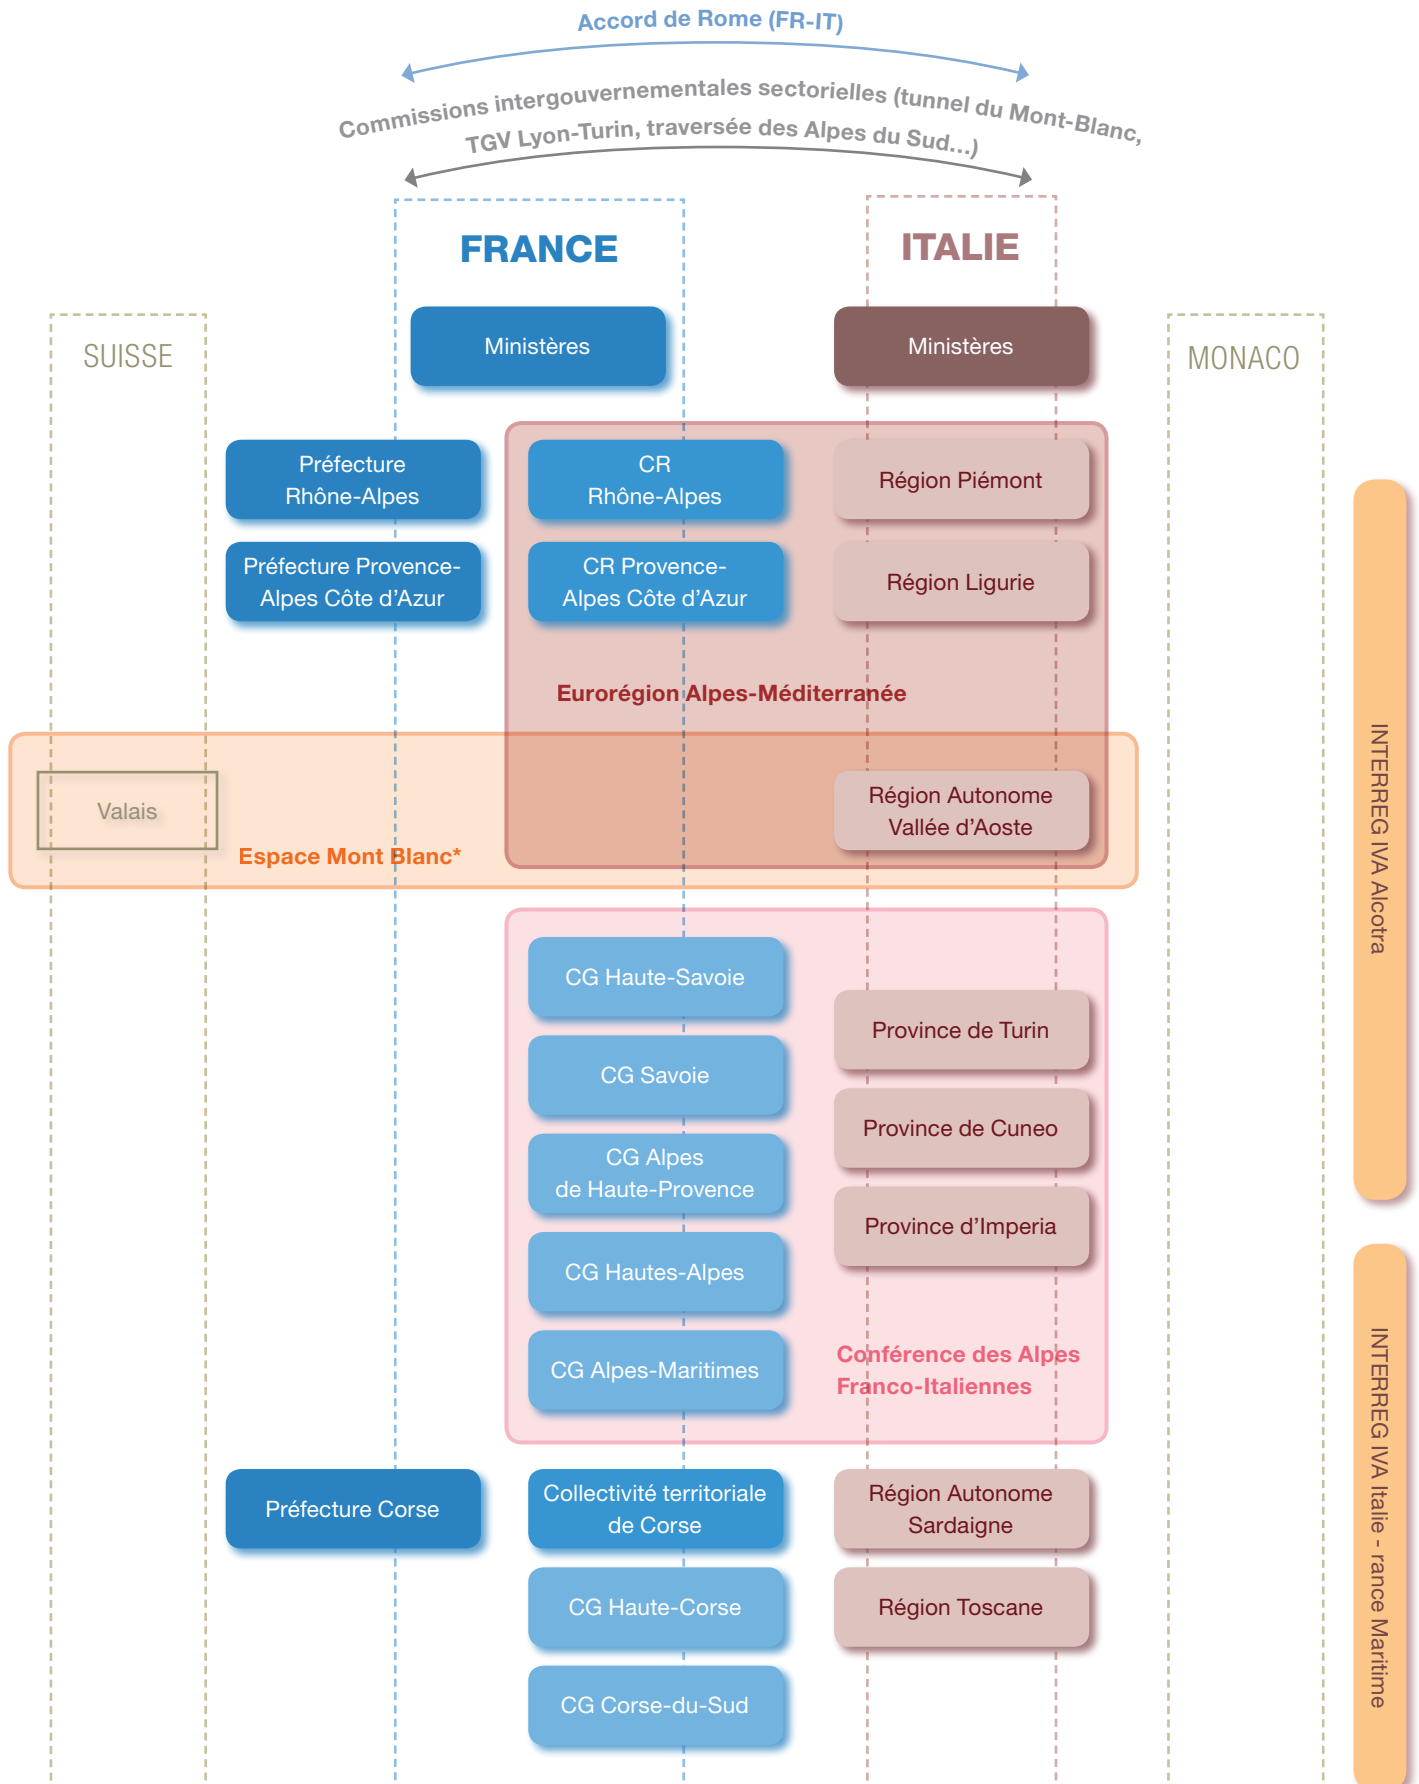 Accord de Rome (FR-IT)
Commissions intergouvernementales sectorielles (tunnel du Mont-Blanc,
TGV Lyon-Turin, traversée des Alpes du Sud...)
FRANCE
ITALIE
SUISSE
Ministères
Ministères
MONACO
Préfecture
Rhône-Alpes
CR
Rhône-Alpes
Région Piémont
Préfecture Provence-
Alpes Côte d'Azur
CR Provence-
Alpes Côte d'Azur
Région Ligurie
Eurorégion Alpes-Méditerranée
Valais
Espace Mont Blanc*
Région Autonome
Vallée d'Aoste
INTERREG IVA Alcotra
CG Haute-Savoie
CG Savoie
CG Alpes
de Haute-Provence
CG Hautes-Alpes
CG Alpes-Maritimes
Province de Turin
Province de Cuneo
Province d'Imperia
Conférence des Alpes
Franco-Italiennes
Préfecture Corse
Collectivité territoriale
de Corse
Région Autonome
Sardaigne
CG Haute-Corse
Région Toscane
CG Corse-du-Sud
INTERREG IVA Italie - rance Maritime